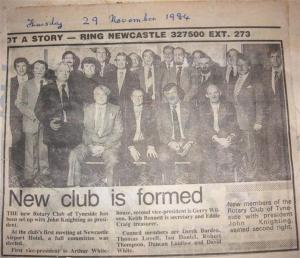 Thursday 29 November 1984
OT A STORY — RING NEWCASTLE 327500 EXT. 273
New club is formed
THE new Rotary Club of Tyneside has
been set up with John Knighting as presi-
dent.
At the club's first meeting at Newcastle
Airport Hotel, a full committee was
elected.
First vice-president is Arthur White-
house, second vice-president is Gerry Wil-
son. Keith Bennett is secretary and Eddie
Craig treasurer.
Council members are Derek Barden,
Thomas Lovell, Ian Daniel, Robert
Thompson, Duncan Laidlaw and David
White.
New members of the
Rotary Club of Tyne-
side with president
John Knighting,
seated second right.